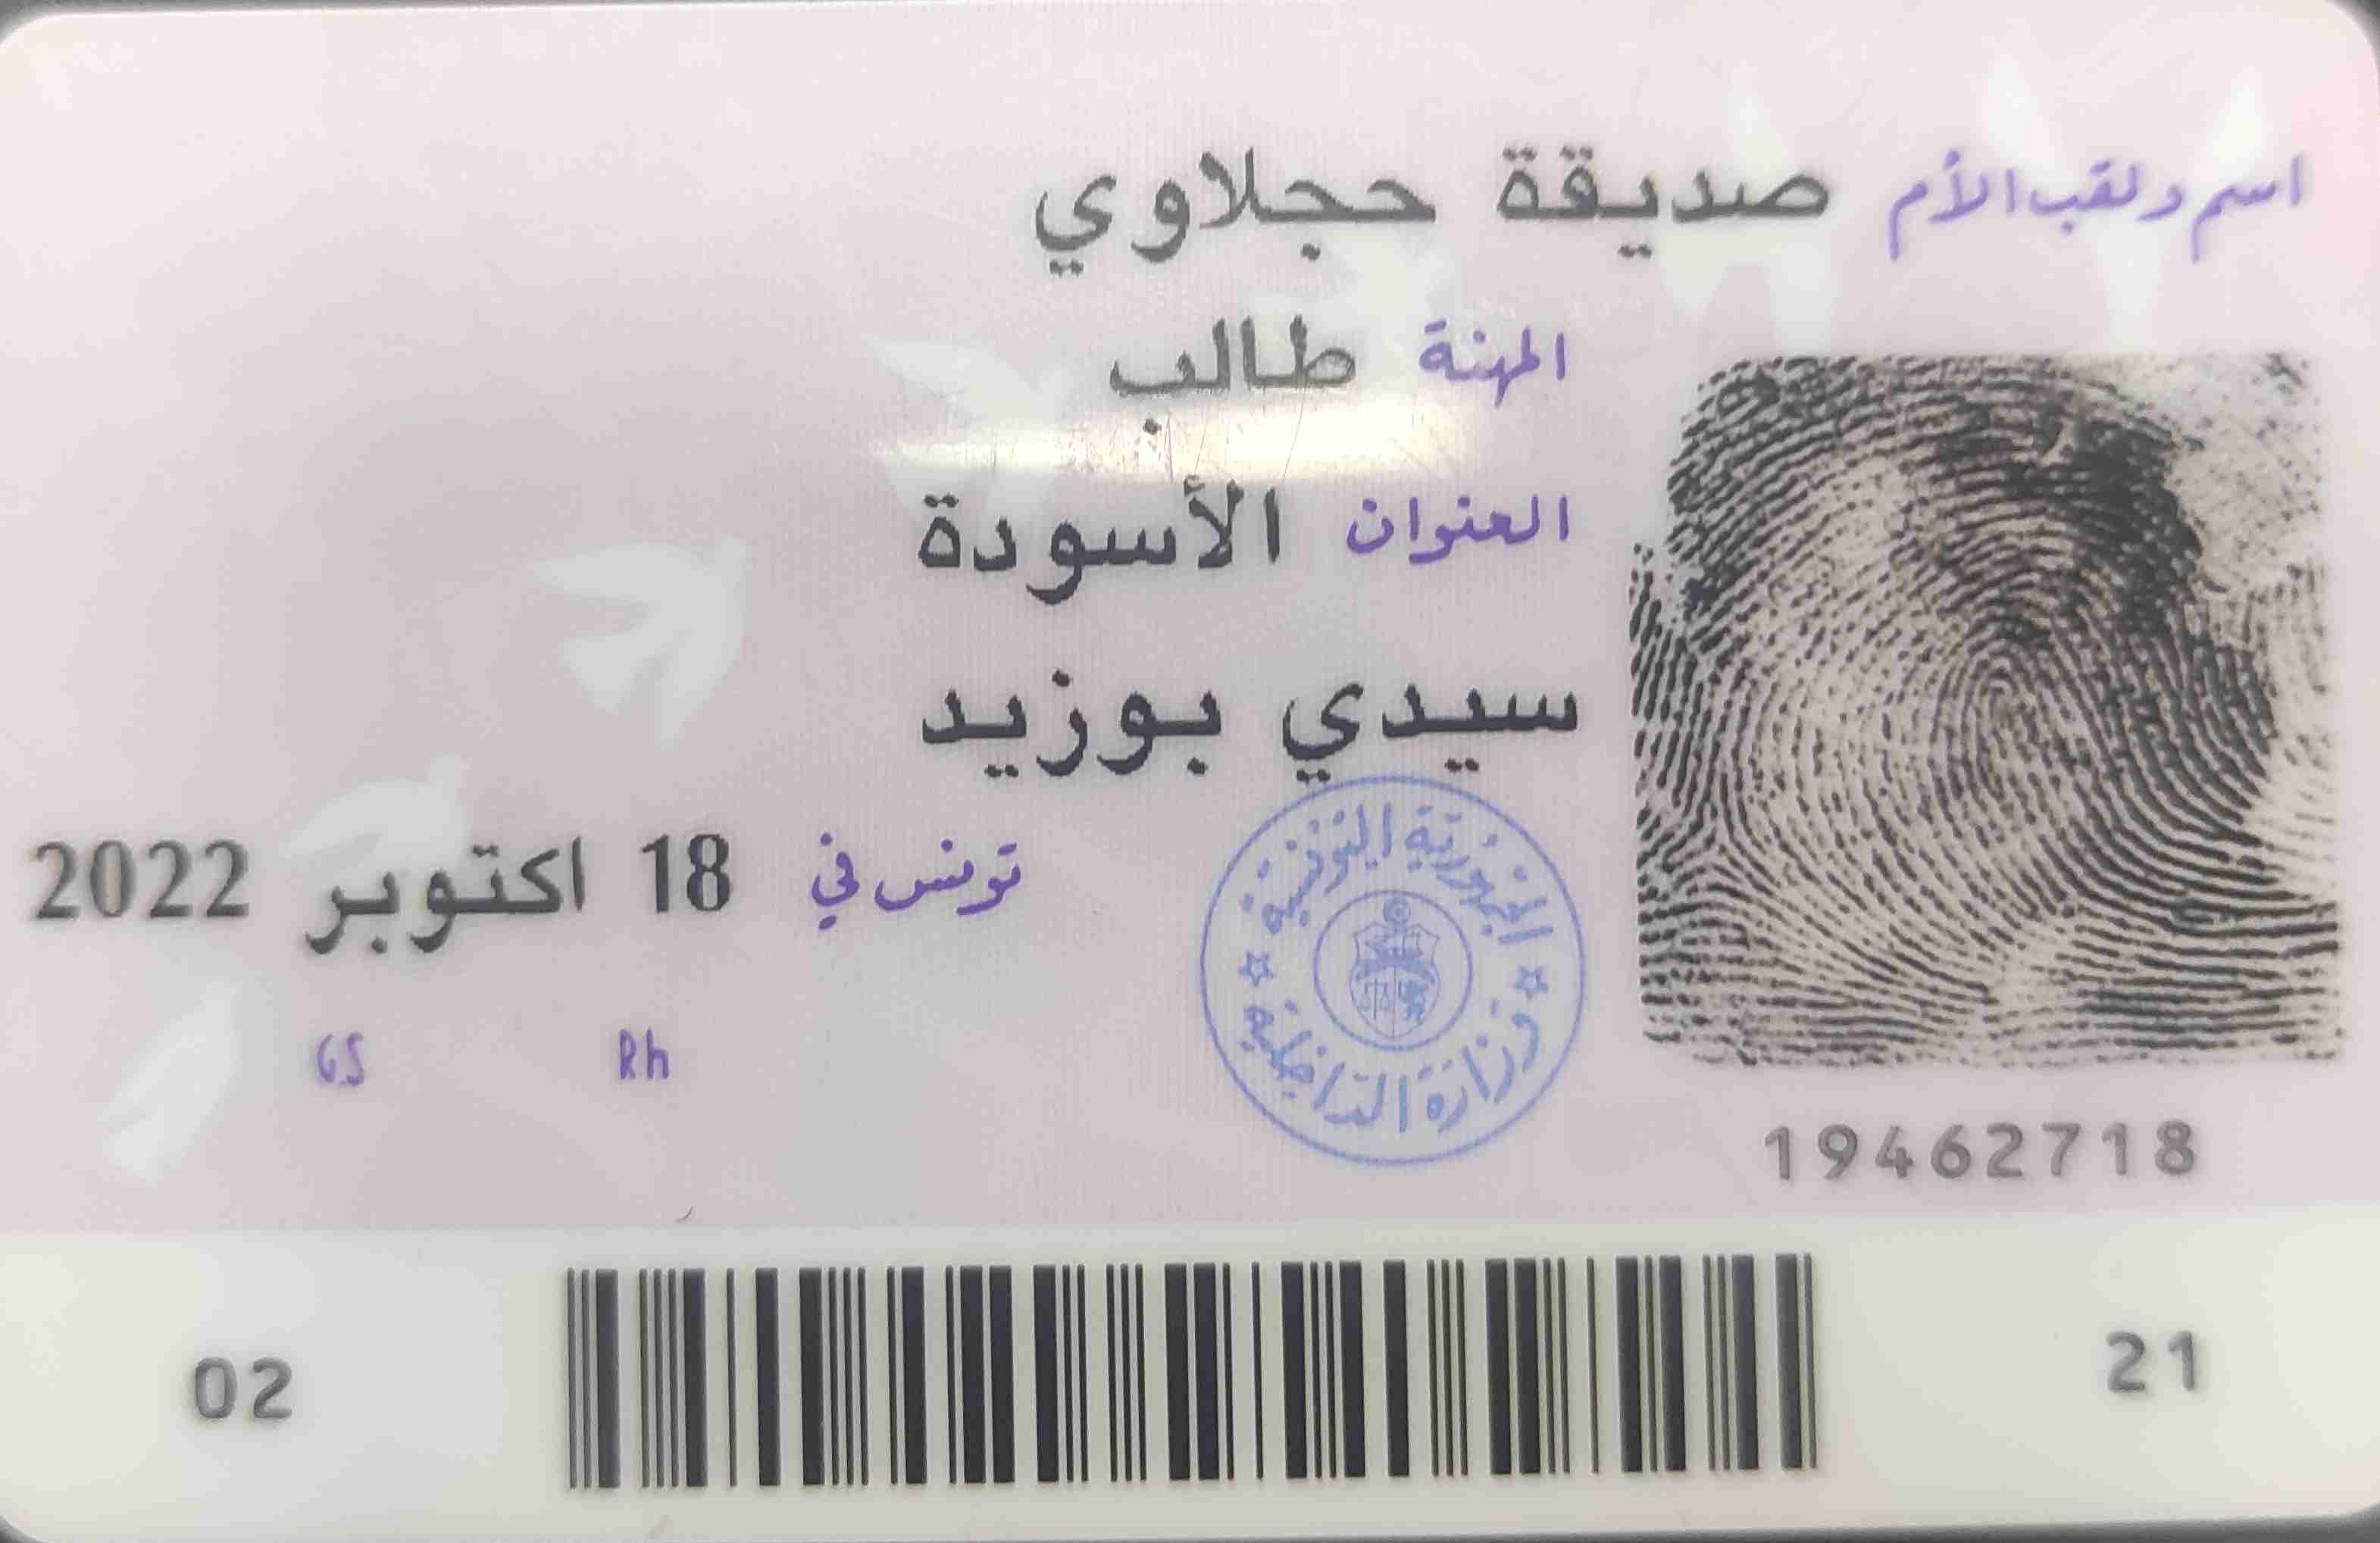 اسم ولقب الأم صديقة حجلاوي
المهنة طالب
العنوان الأسودة
سيدي بوزيد
تونس في 18 اكتوبر 2022
الجمهورية التونسية
وزارة الداخلية
GS Rh
19462718
02 21